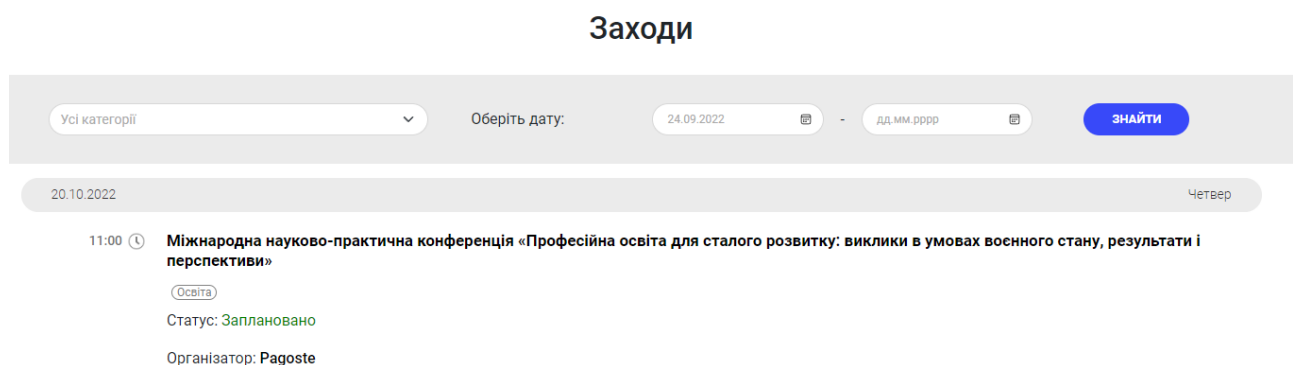 Заходи
Усі категорії
Оберіть дату:
24.09.2022
-
дд.мм.рррр
ЗНАЙТИ
20.10.2022
Четвер
11:00
Міжнародна науково-практична конференція «Професійна освіта для сталого розвитку: виклики в умовах воєнного стану, результати і
перспективи»
Освіта
Статус: Заплановано
Організатор: Pagoste